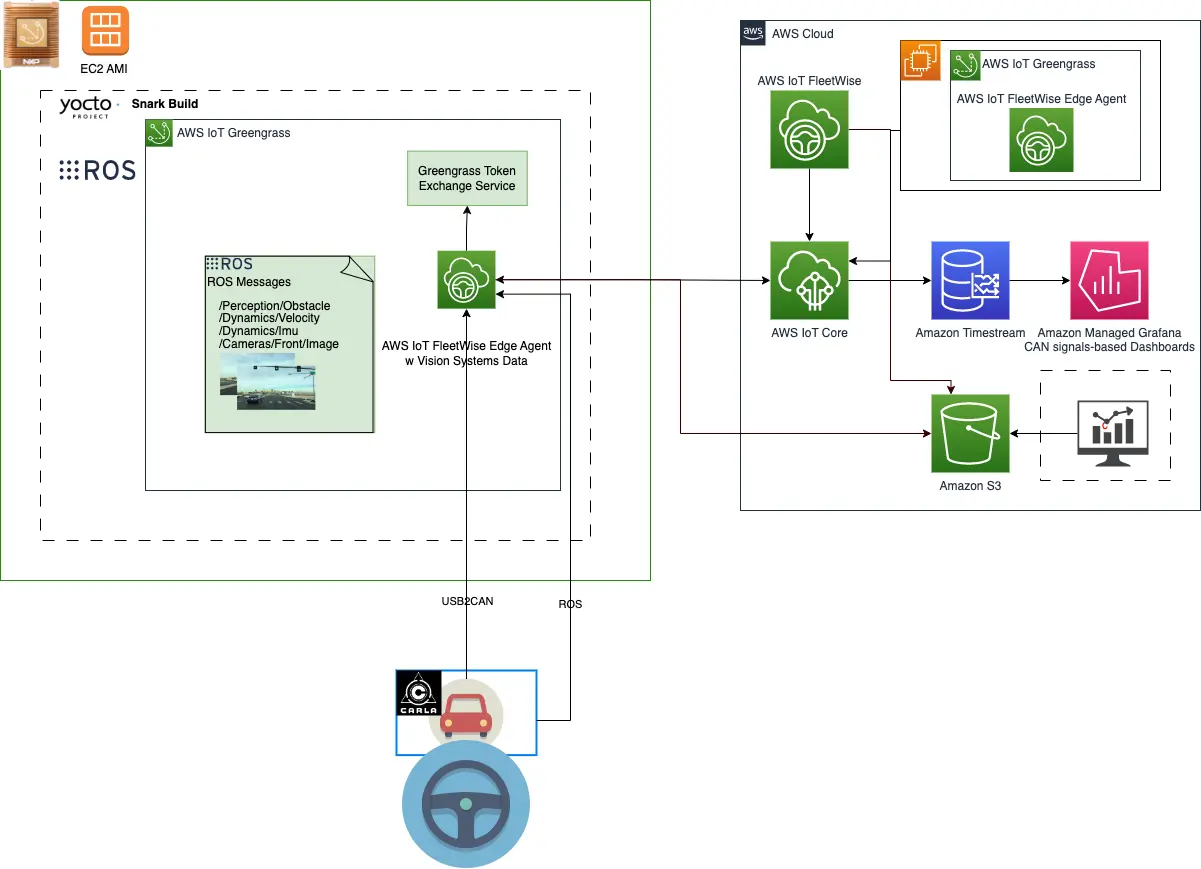 NXP
EC2 AMI
yocto
PROJECT
Snark Build
AWS IoT Greengrass
ROS
Greengrass Token
Exchange Service
ROS
ROS Messages
/Perception/Obstacle
/Dynamics/Velocity
/Dynamics/Imu
/Cameras/Front/Image
AWS IoT FleetWise Edge Agent
w Vision Systems Data
USB2CAN
ROS
CARLA
aws
AWS Cloud
AWS IoT FleetWise
AWS IoT Greengrass
AWS IoT FleetWise Edge Agent
AWS IoT Core
Amazon Timestream
Amazon Managed Grafana
CAN signals-based Dashboards
Amazon S3
C